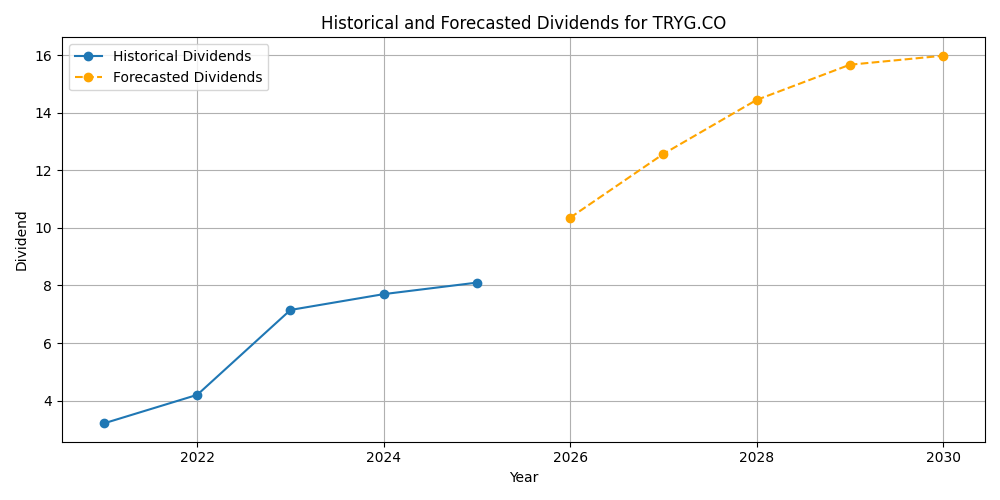 Historical and Forecasted Dividends for TRYG.CO
Historical Dividends
Forecasted Dividends
16
14
12
10
8
6
4
Dividend
2022
2024
2026
2028
2030
Year